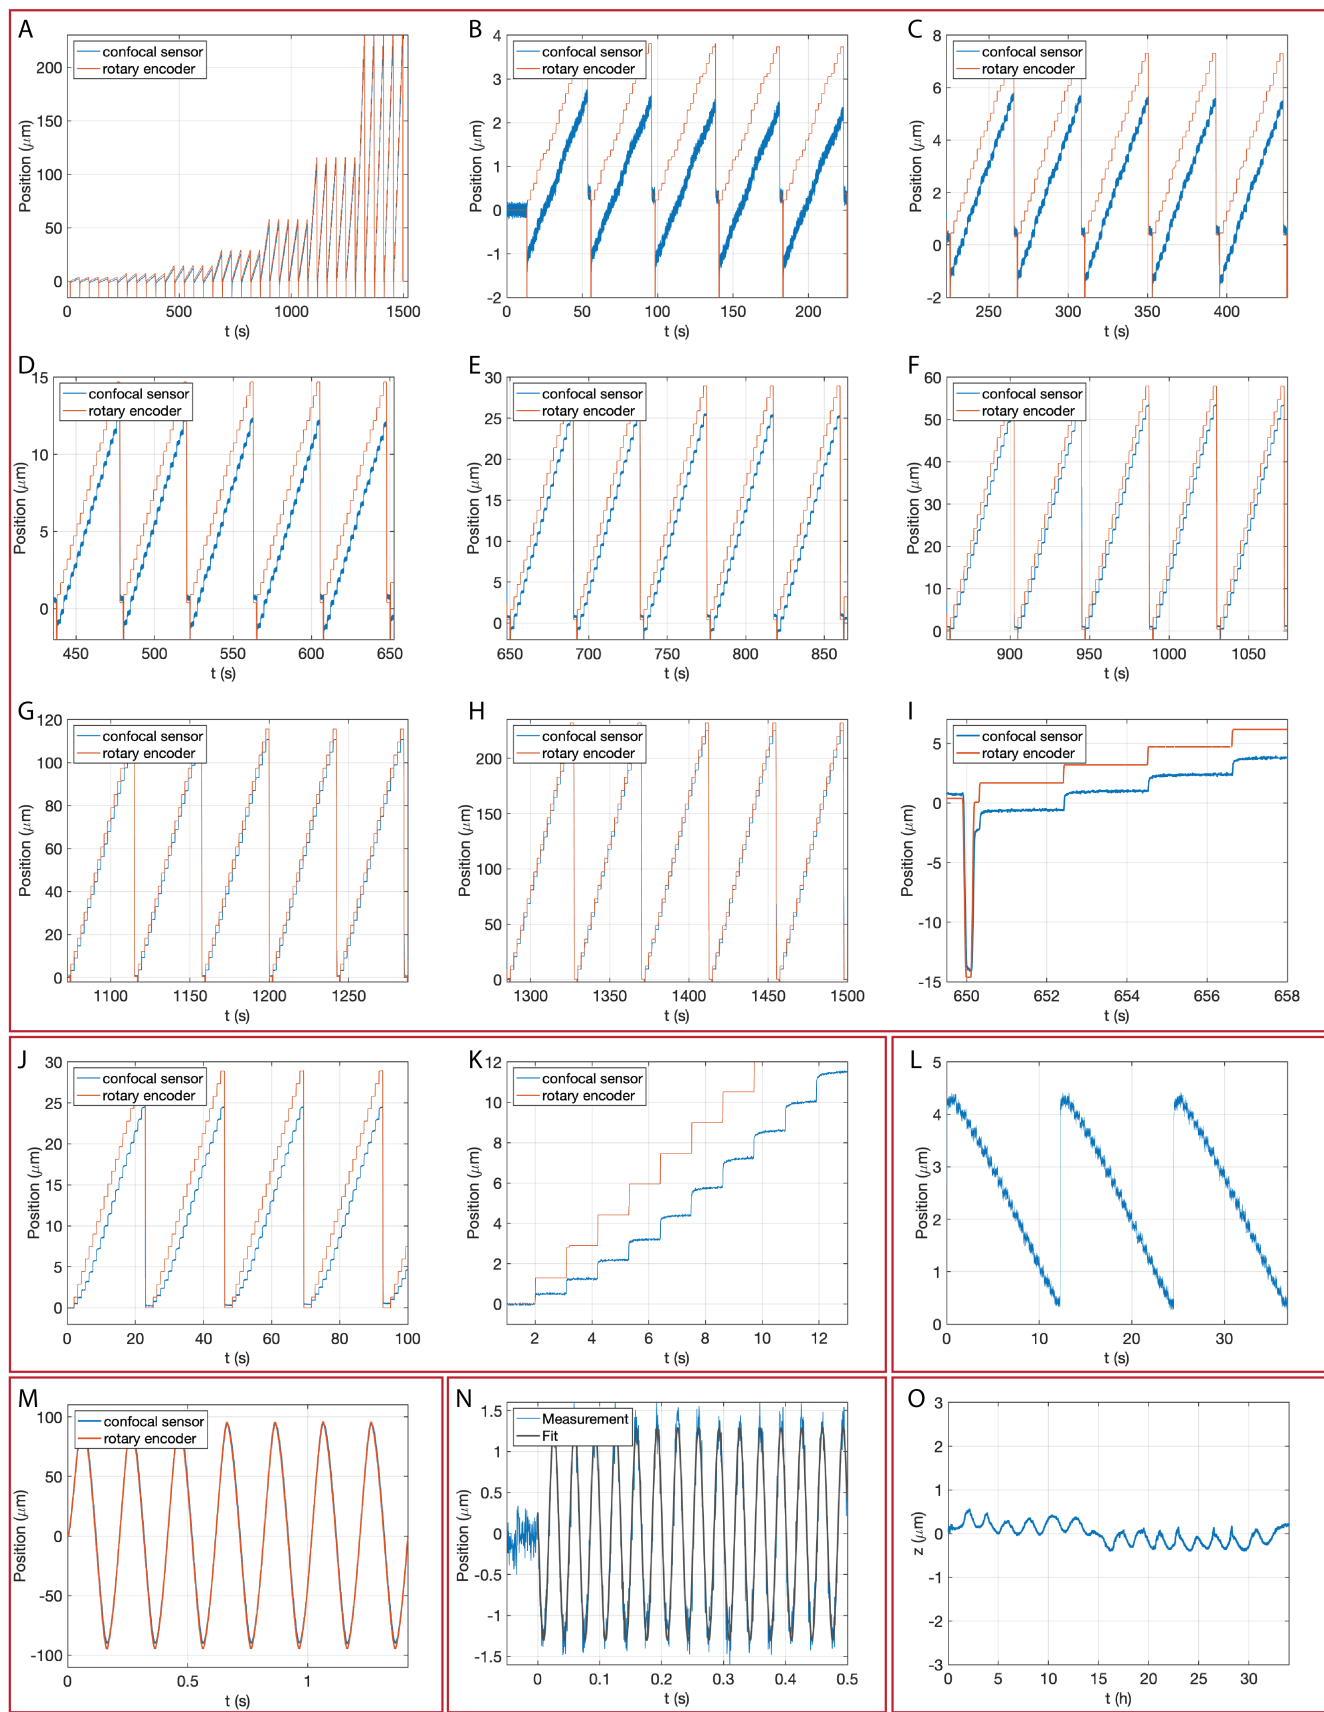 A
confocal sensor
rotary encoder
200
150
100
50
0
Position (μm)
0
500
1000
1500
t (s)
B
confocal sensor
rotary encoder
4
3
2
1
0
-1
-2
Position (μm)
0
50
100
150
200
t (s)
C
confocal sensor
rotary encoder
8
6
4
2
0
-2
Position (μm)
250
300
350
400
t (s)
D
confocal sensor
rotary encoder
15
10
5
0
Position (μm)
450
500
550
600
650
t (s)
E
confocal sensor
rotary encoder
30
25
20
15
10
5
0
Position (μm)
650
700
750
800
850
t (s)
F
confocal sensor
rotary encoder
60
50
40
30
20
10
0
Position (μm)
900
950
1000
1050
t (s)
G
confocal sensor
rotary encoder
120
100
80
60
40
20
0
Position (μm)
1100
1150
1200
1250
t (s)
H
confocal sensor
rotary encoder
200
150
100
50
0
Position (μm)
1300
1350
1400
1450
1500
t (s)
I
confocal sensor
rotary encoder
5
0
-5
-10
-15
Position (μm)
650
652
654
656
658
t (s)
J
confocal sensor
rotary encoder
30
25
20
15
10
5
0
Position (μm)
0
20
40
60
80
100
t (s)
K
confocal sensor
rotary encoder
12
10
8
6
4
2
0
Position (μm)
2
4
6
8
10
12
t (s)
L
5
4
3
2
1
0
Position (μm)
0
10
20
30
t (s)
M
confocal sensor
rotary encoder
100
50
0
-50
-100
Position (μm)
0
0.5
1
t (s)
N
Measurement
Fit
1.5
1
0.5
0
-0.5
-1
-1.5
Position (μm)
0
0.1
0.2
0.3
0.4
0.5
t (s)
O
3
2
1
0
-1
-2
-3
z (μm)
0
5
10
15
20
25
30
t (h)